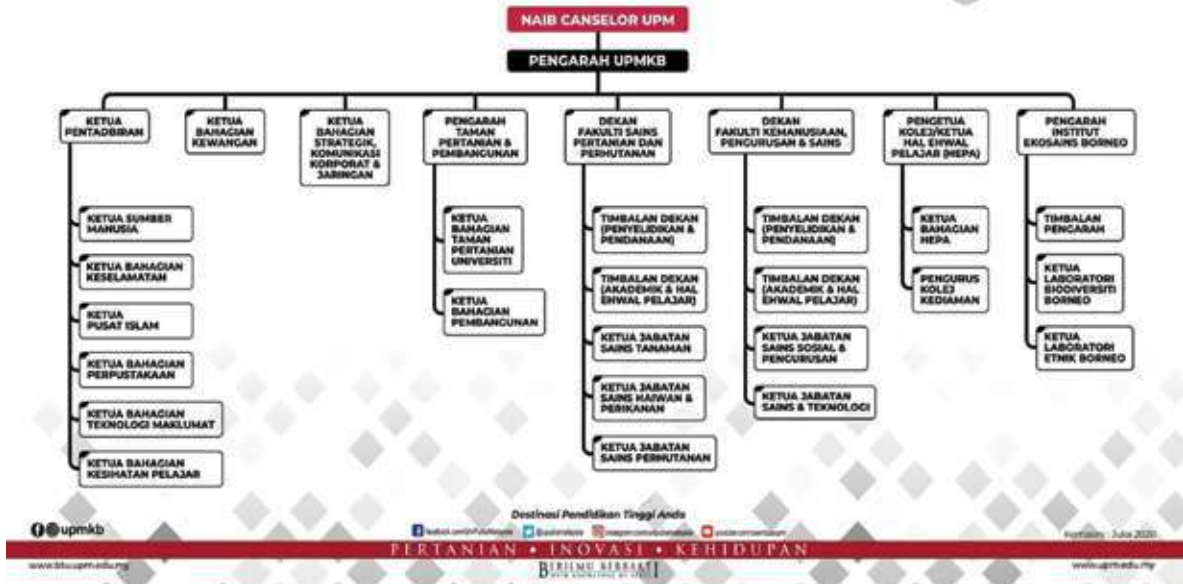 NAIB CANSELOR UPM
PENGARAH UPMKB
KETUA
PENTADBIRAN
KETUA
BAHAGIAN
KEWANGAN
KETUA
BAHAGIAN
STRATEGIK,
KOMUNIKASI
KORPORAT &
JARINGAN
PENGARAH
TAMAN
PERTANIAN &
PEMBANGUNAN
DEKAN
FAKULTI SAINS
PERTANIAN DAN
PERHUTANAN
DEKAN
FAKULTI KEMANUSIAAN,
PENGURUSAN & SAINS
PENGETUA
KOLEJ/KETUA
HAL EHWAL
PELAJAR (HEPA)
PENGARAH
INSTITUT
EKOSAINS BORNEO
KETUA SUMBER
MANUSIA
KETUA BAHAGIAN
KESELAMATAN
KETUA
PUSAT ISLAM
KETUA BAHAGIAN
PERPUSTAKAAN
KETUA BAHAGIAN
TEKNOLOGI MAKLUMAT
KETUA BAHAGIAN
KESIHATAN PELAJAR
KETUA
BAHAGIAN
TAMAN
PERTANIAN
UNIVERSITI
KETUA
BAHAGIAN
PEMBANGUNAN
TIMBALAN DEKAN
(PENYELIDIKAN &
PENDANAAN)
TIMBALAN DEKAN
(AKADEMIK & HAL
EHWAL PELAJAR)
KETUA JABATAN
SAINS TANAMAN
KETUA JABATAN
SAINS HAIWAN &
PERIKANAN
KETUA JABATAN
SAINS PERHUTANAN
TIMBALAN DEKAN
(PENYELIDIKAN &
PENDANAAN)
TIMBALAN DEKAN
(AKADEMIK & HAL
EHWAL PELAJAR)
KETUA JABATAN
SAINS SOSIAL &
PENGURUSAN
KETUA JABATAN
SAINS & TEKNOLOGI
KETUA
BAHAGIAN
HEPA
PENGURUS
KOLEJ
KEDIAMAN
TIMBALAN
PENGARAH
KETUA
LABORATORI
BIODIVERSITI
BORNEO
KETUA
LABORATORI
ETNIK BORNEO
Destinasi Pendidikan Tinggi Anda
@upmkb
Julai 2020
PERTANIAN • INOVASI • KEHIDUPAN
BERILMU BERBAKTI
www.upm.edu.my